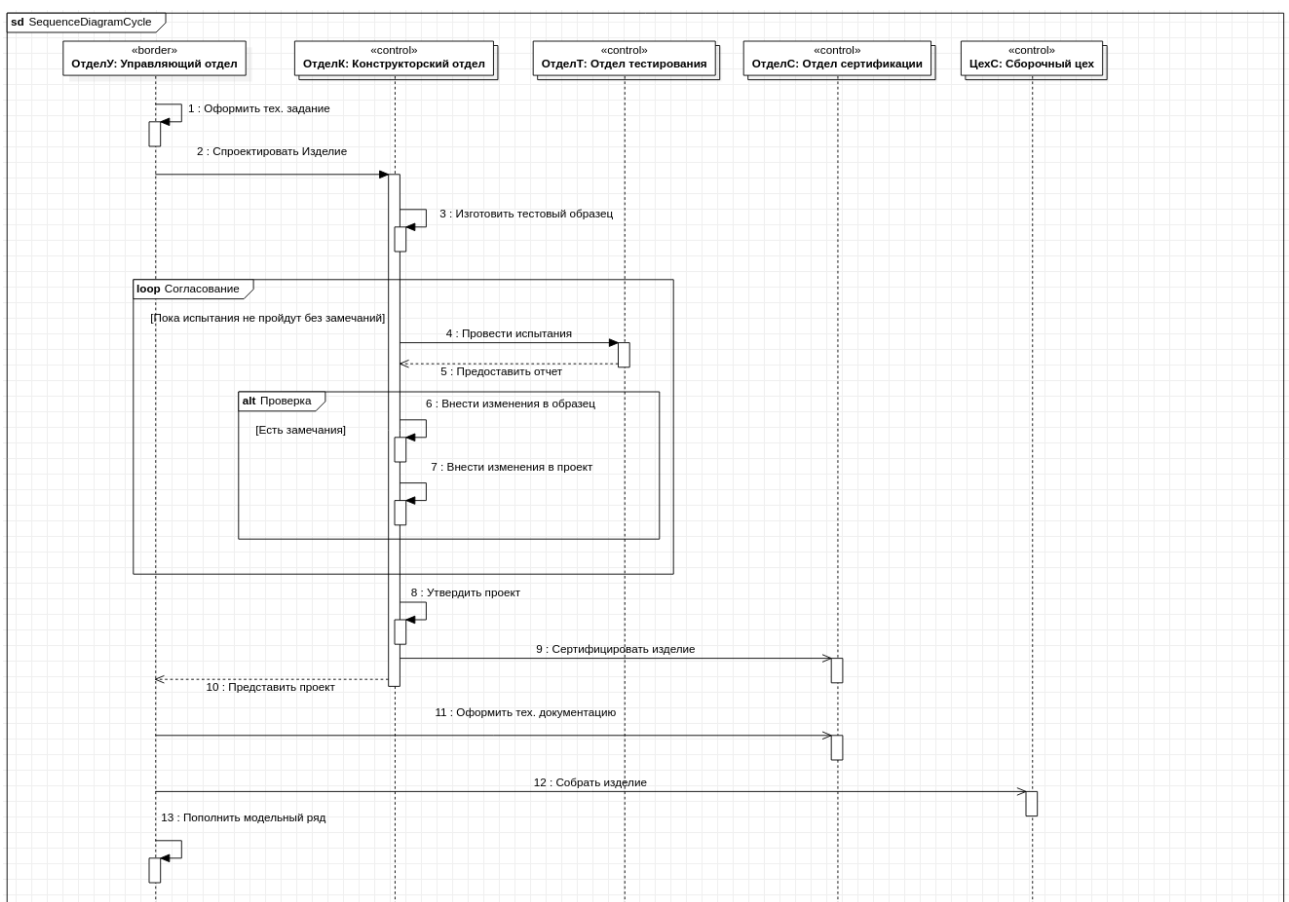 sd SequenceDiagramCycle
«border»
ОтделУ: Управляющий отдел
«control»
ОтделК: Конструкторский отдел
«control»
ОтделТ: Отдел тестирования
«control»
ОтделС: Отдел сертификации
«control»
ЦехС: Сборочный цех
1 : Оформить тех. задание
2 : Спроектировать Изделие
3 : Изготовить тестовый образец
loop Согласование
[Пока испытания не пройдут без замечаний]
4 : Провести испытания
5 : Предоставить отчет
alt Проверка
6 : Внести изменения в образец
[Есть замечания]
7 : Внести изменения в проект
8 : Утвердить проект
9 : Сертифицировать изделие
10 : Представить проект
11 : Оформить тех. документацию
12 : Собрать изделие
13 : Пополнить модельный ряд